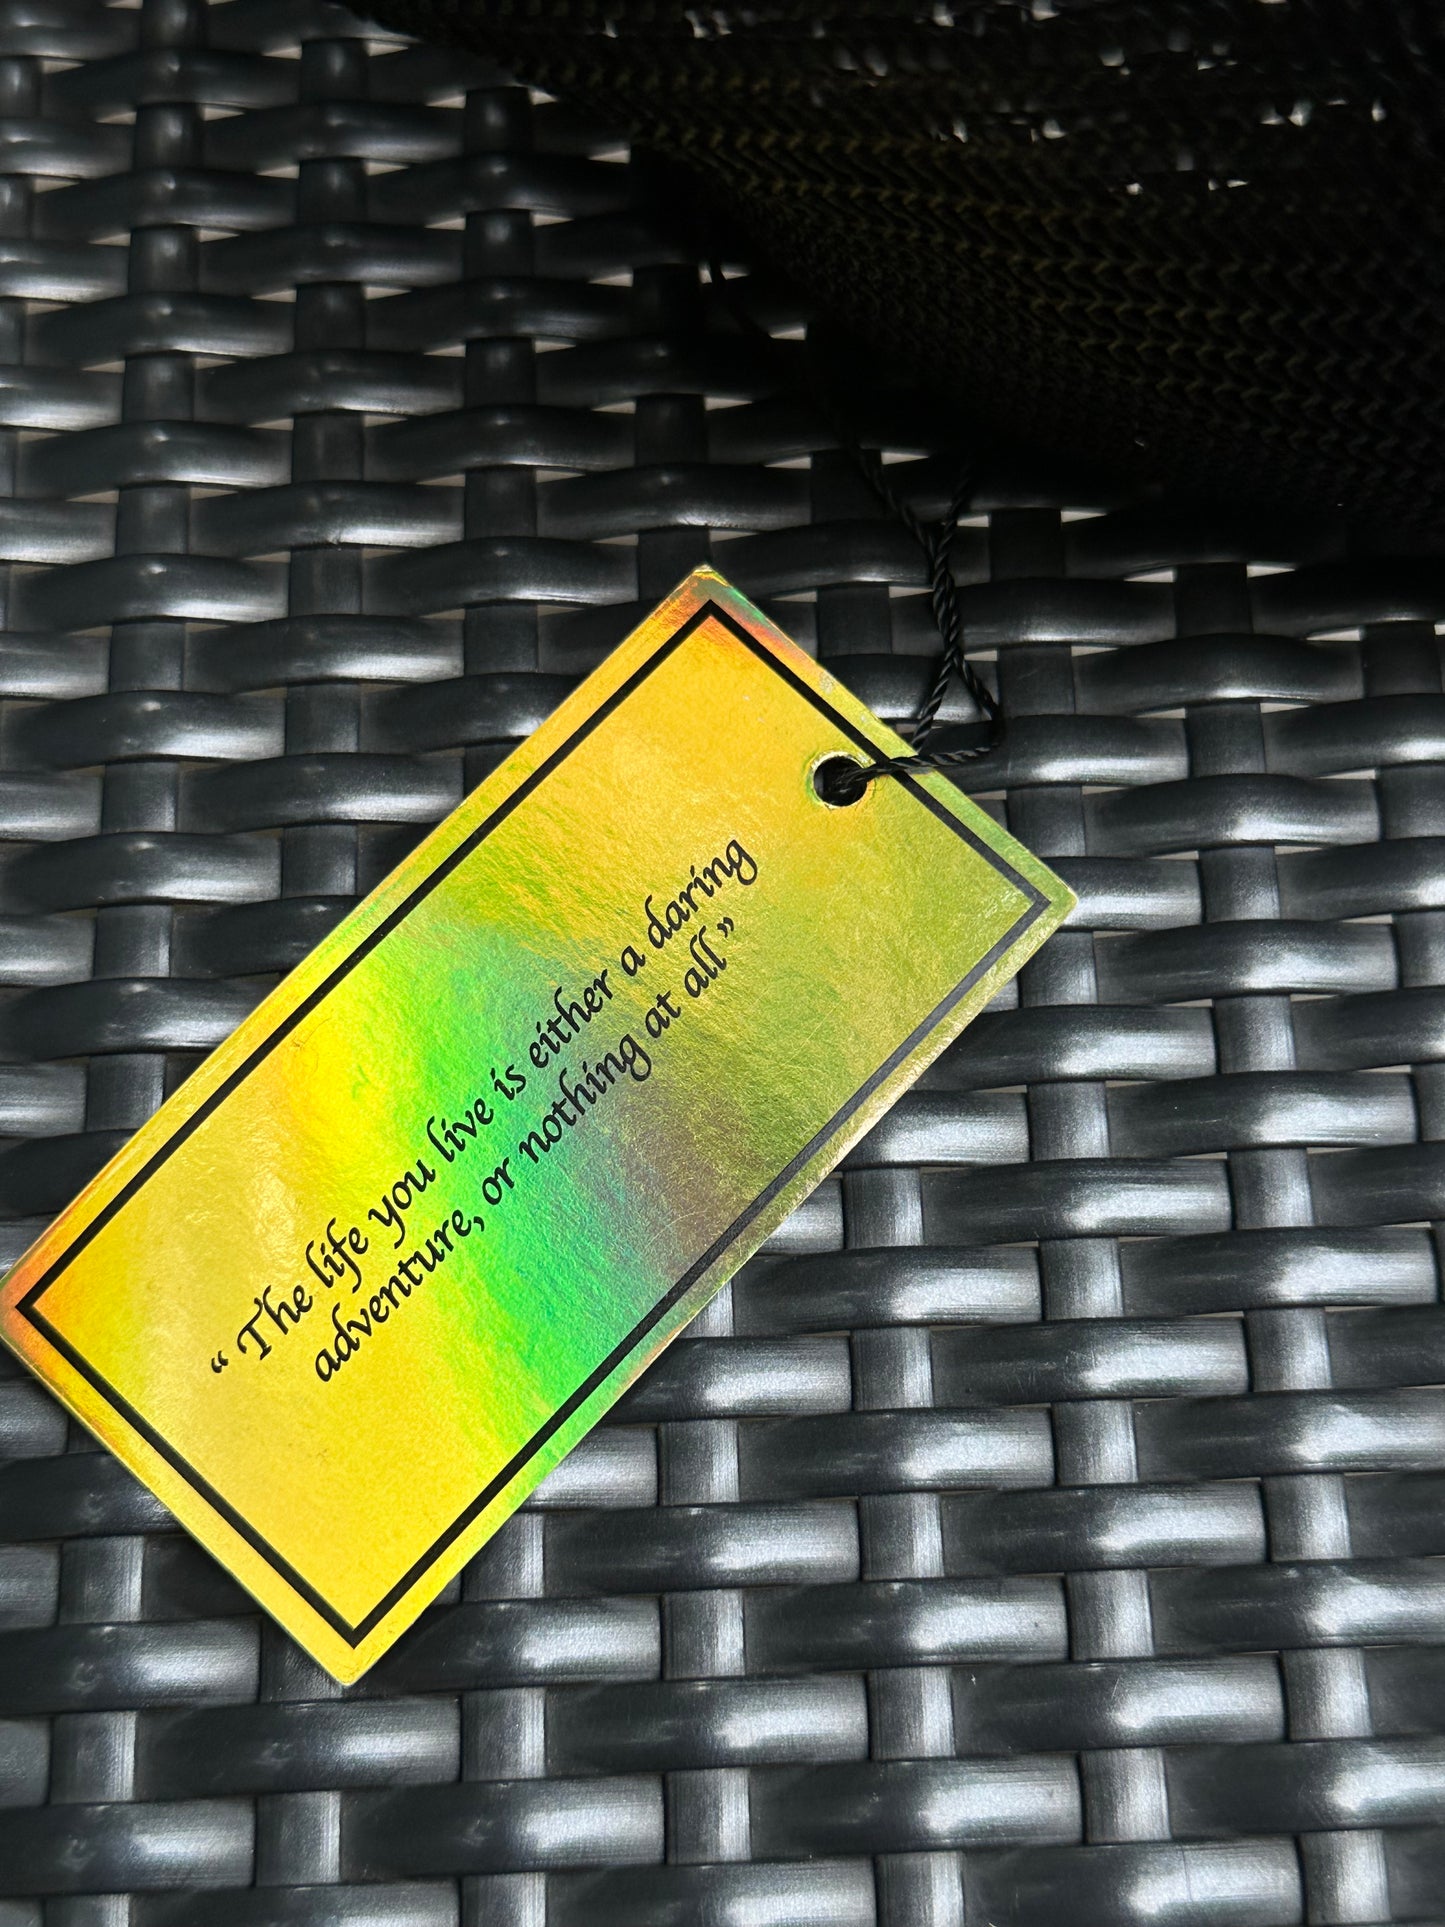 “ The life you live is either a daring
adventure, or nothing at all ”